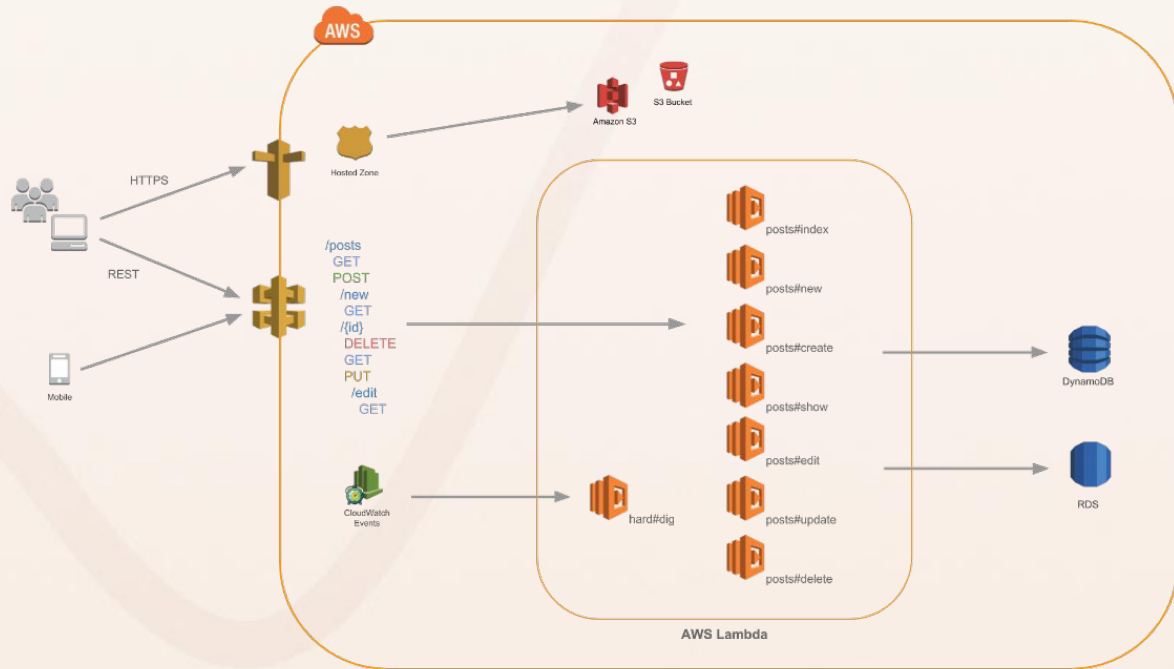 AWS
S3 Bucket
Amazon S3
Hosted Zone
HTTPS
REST
Mobile
/posts
GET
POST
/new
GET
/{id}
DELETE
GET
PUT
/edit
GET
CloudWatch
Events
hard#dig
posts#index
posts#new
posts#create
posts#show
posts#edit
posts#update
posts#delete
AWS Lambda
DynamoDB
RDS